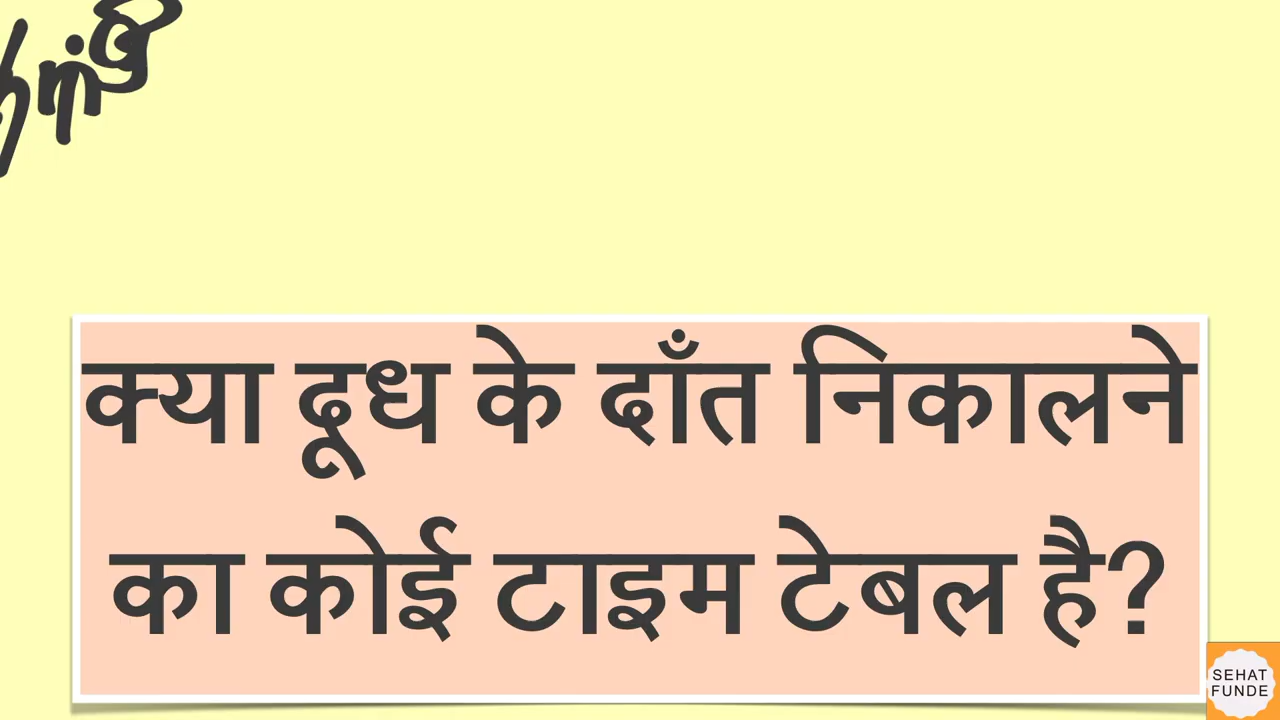 क्या दूध के दाँत निकालने
का कोई टाइम टेबल है?
SEHAT
FUNDE